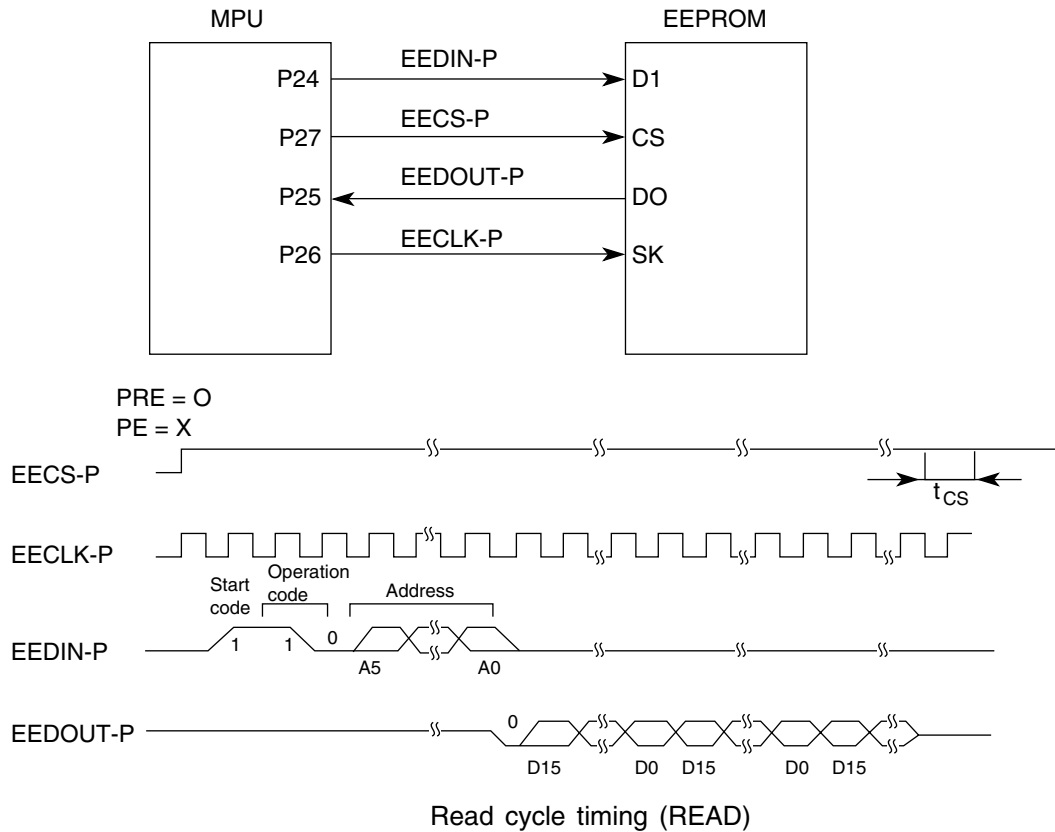 MPU EEPROM
P24 EEDIN-P D1
P27 EECS-P CS
P25 EEDOUT-P DO
P26 EECLK-P SK
PRE = O
PE = X
EECS-P
tCS
EECLK-P
Start code
Operation code
Address
EEDIN-P
1 1 0 A5 A0
EEDOUT-P
0
D15 D0 D15 D0 D15
Read cycle timing (READ)